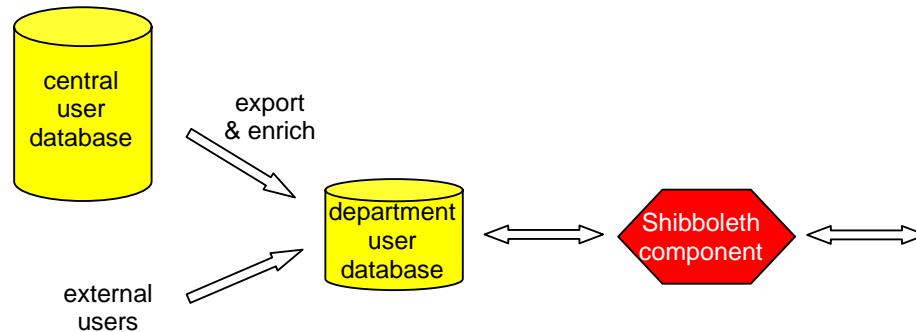 central
user
database
export
& enrich
department
user
database
Shibboleth
component
external
users